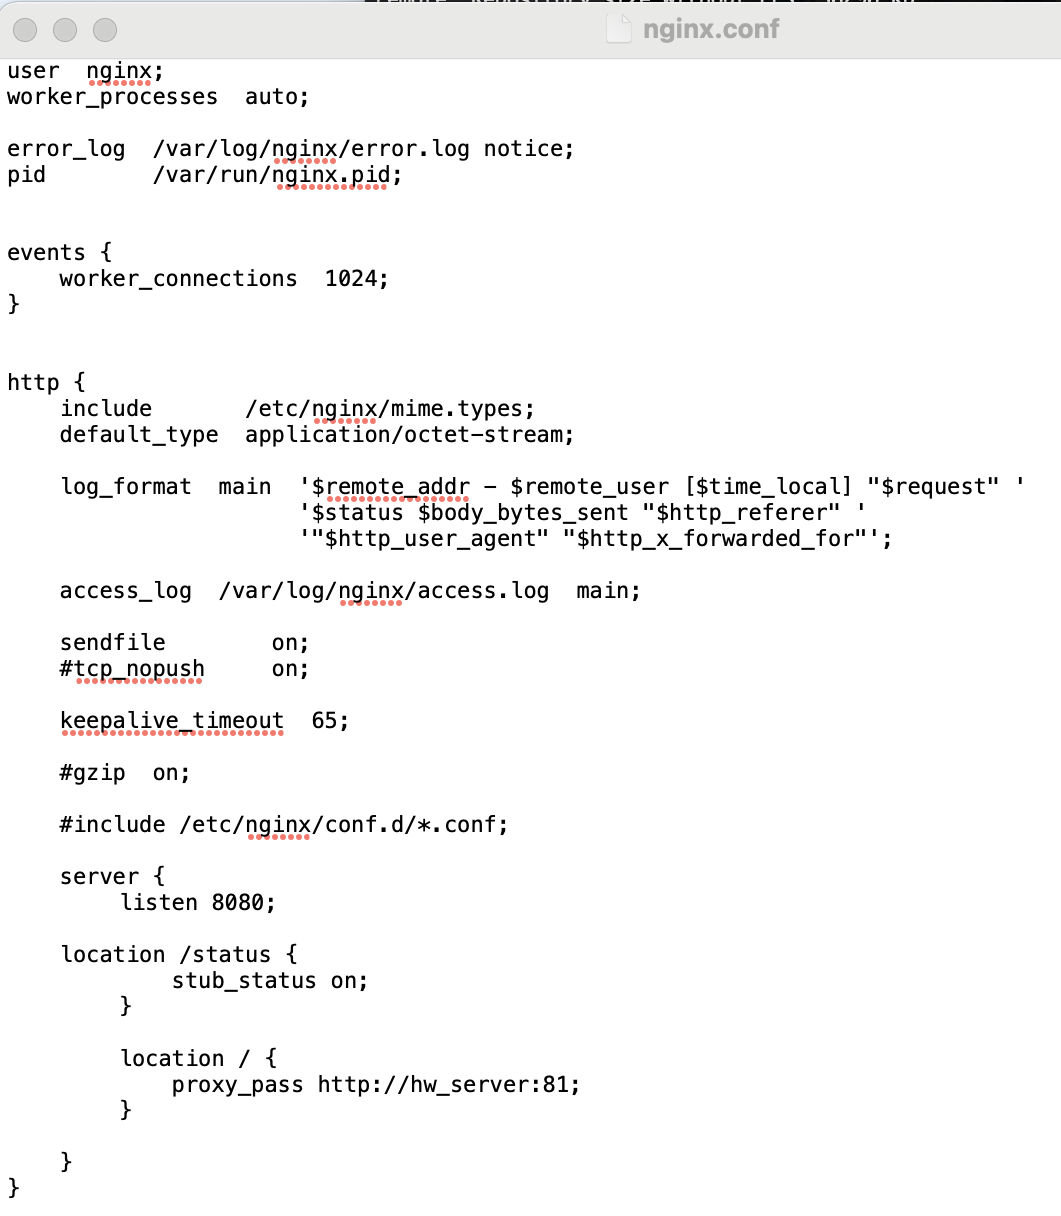 nginx.conf
user  nginx;
worker_processes  auto;
error_log  /var/log/nginx/error.log notice;
pid        /var/run/nginx.pid;
events {
    worker_connections  1024;
}
http {
    include       /etc/nginx/mime.types;
    default_type  application/octet-stream;
    log_format  main  '$remote_addr - $remote_user [$time_local] "$request" '
                      '$status $body_bytes_sent "$http_referer" '
                      '"$http_user_agent" "$http_x_forwarded_for"';
    access_log  /var/log/nginx/access.log  main;
    sendfile        on;
    #tcp_nopush     on;
    keepalive_timeout  65;
    #gzip  on;
    #include /etc/nginx/conf.d/*.conf;
    server {
        listen 8080;
    location /status {
            stub_status on;
        }
        location / {
            proxy_pass http://hw_server:81;
        }
    }
}